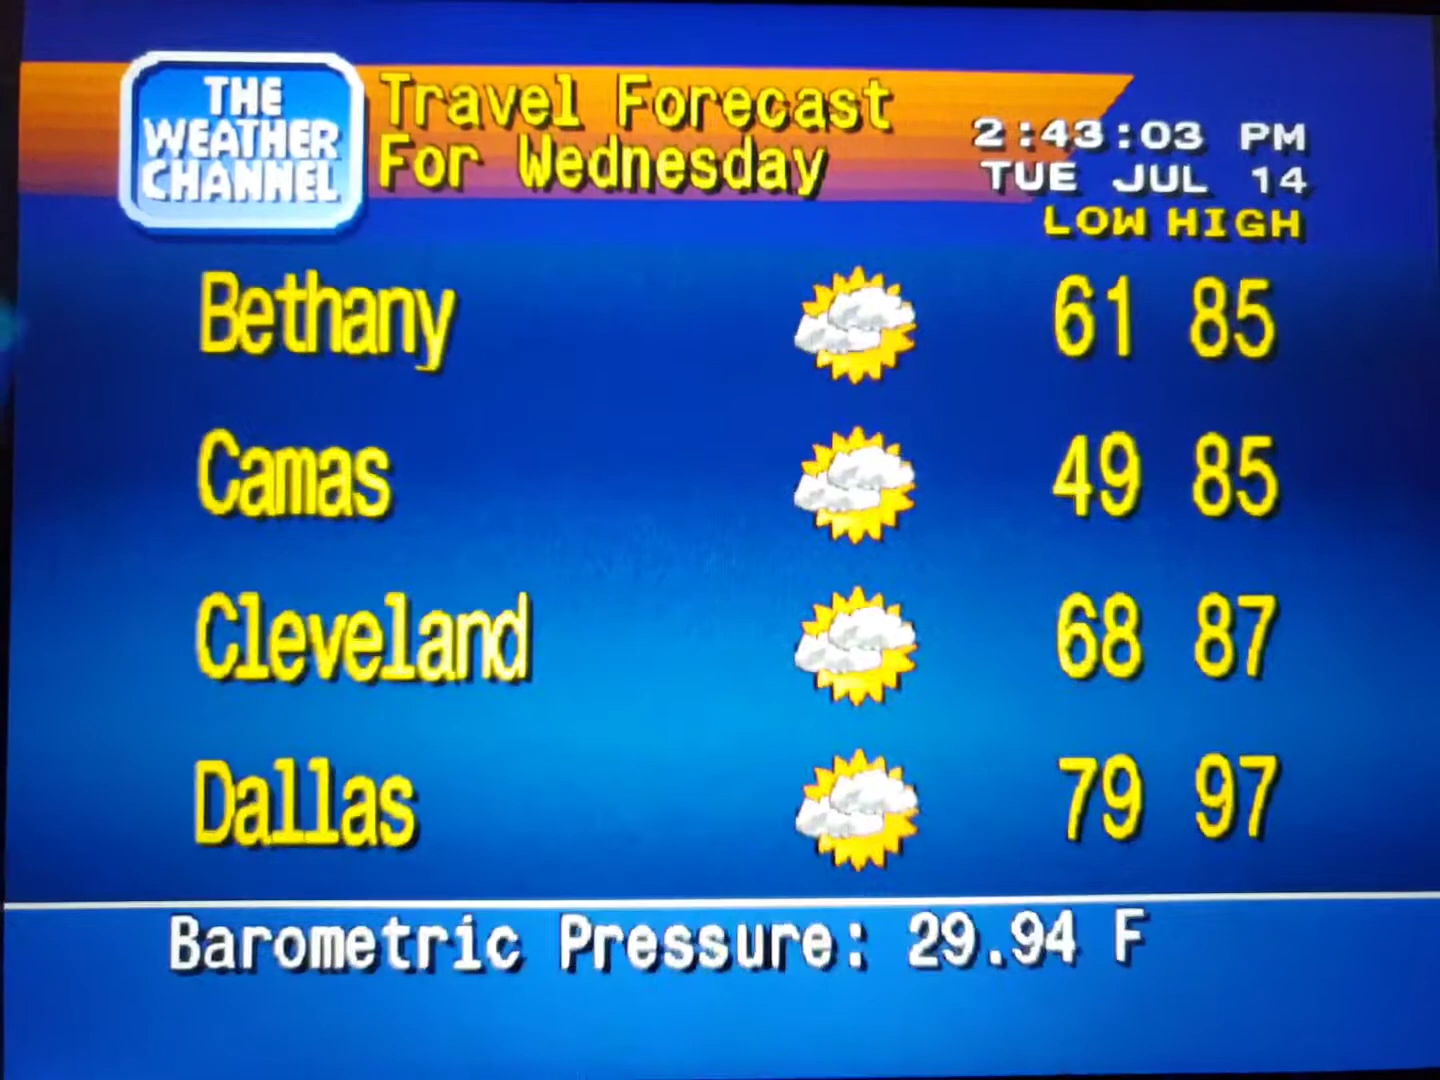 THE
WEATHER
CHANNEL
Travel Forecast
For Wednesday
2:43:03 PM
TUE JUL 14
LOW HIGH
Bethany 61 85
Camas 49 85
Cleveland 68 87
Dallas 79 97
Barometric Pressure: 29.94 F